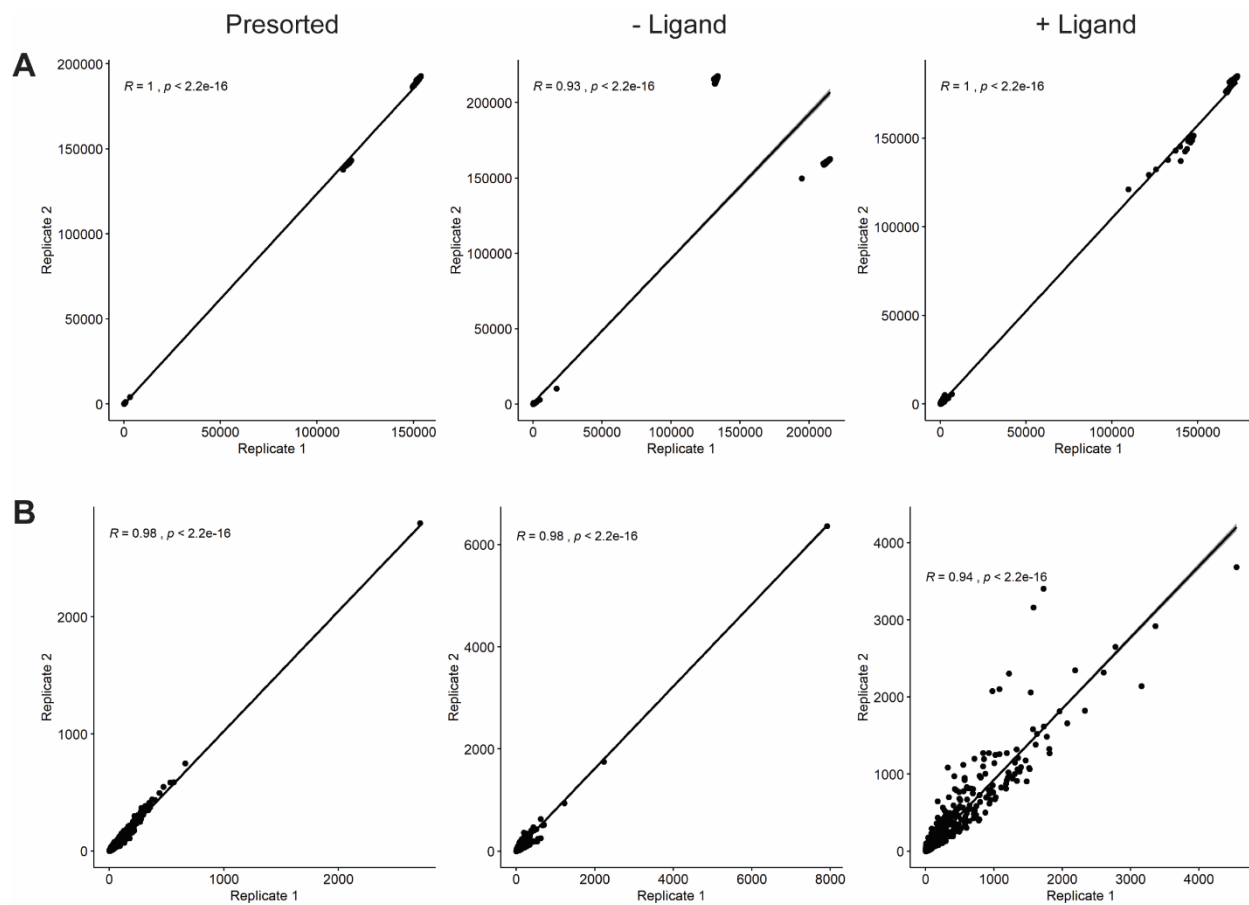 Presorted
- Ligand
+ Ligand
A
R = 1 , p < 2.2e-16
200000
150000
100000
50000
0
Replicate 2
0
50000
100000
150000
Replicate 1
R = 0.93 , p < 2.2e-16
200000
150000
100000
50000
0
Replicate 2
0
50000
100000
150000
200000
Replicate 1
R = 1 , p < 2.2e-16
150000
100000
50000
0
Replicate 2
0
50000
100000
150000
Replicate 1
B
R = 0.98 , p < 2.2e-16
2000
1000
0
Replicate 2
0
1000
2000
Replicate 1
R = 0.98 , p < 2.2e-16
6000
4000
2000
0
Replicate 2
0
2000
4000
6000
8000
Replicate 1
R = 0.94 , p < 2.2e-16
4000
3000
2000
1000
0
Replicate 2
0
1000
2000
3000
4000
Replicate 1